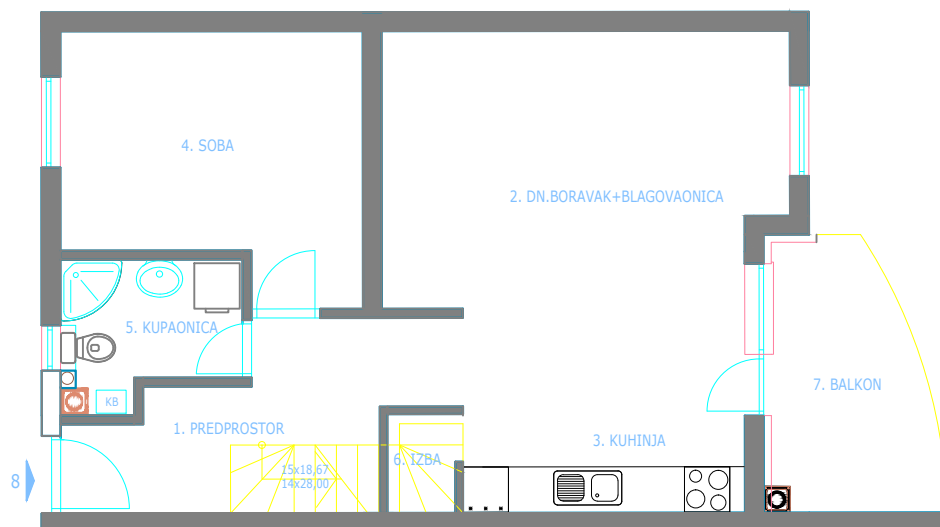 4. SOBA
2. DN.BORAVAK+BLAGOVAONICA
5. KUPAONICA
7. BALKON
KB
1. PREDPROSTOR
3. KUHINJA
6. IZBA
15x18,67
14x28,00
8